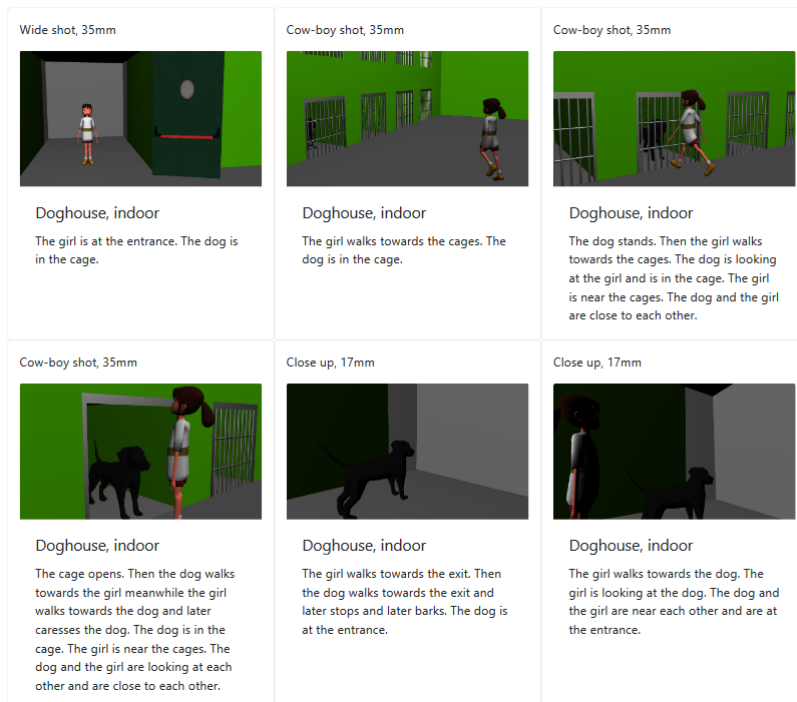 Wide shot, 35mm
Doghouse, indoor
The girl is at the entrance. The dog is
in the cage.
Cow-boy shot, 35mm
Doghouse, indoor
The girl walks towards the cages. The
dog is in the cage.
Cow-boy shot, 35mm
Doghouse, indoor
The dog stands. Then the girl walks
towards the cages. The dog is looking
at the girl and is in the cage. The girl
is near the cages. The dog and the girl
are close to each other.
Cow-boy shot, 35mm
Doghouse, indoor
The cage opens. Then the dog walks
towards the girl meanwhile the girl
walks towards the dog and later
caresses the dog. The dog is in the
cage. The girl is near the cages. The
dog and the girl are looking at each
other and are close to each other.
Close up, 17mm
Doghouse, indoor
The girl walks towards the exit. Then
the dog walks towards the exit and
later stops and later barks. The dog is
at the entrance.
Close up, 17mm
Doghouse, indoor
The girl walks towards the dog. The
girl is looking at the dog. The dog and
the girl are near each other and are at
the entrance.